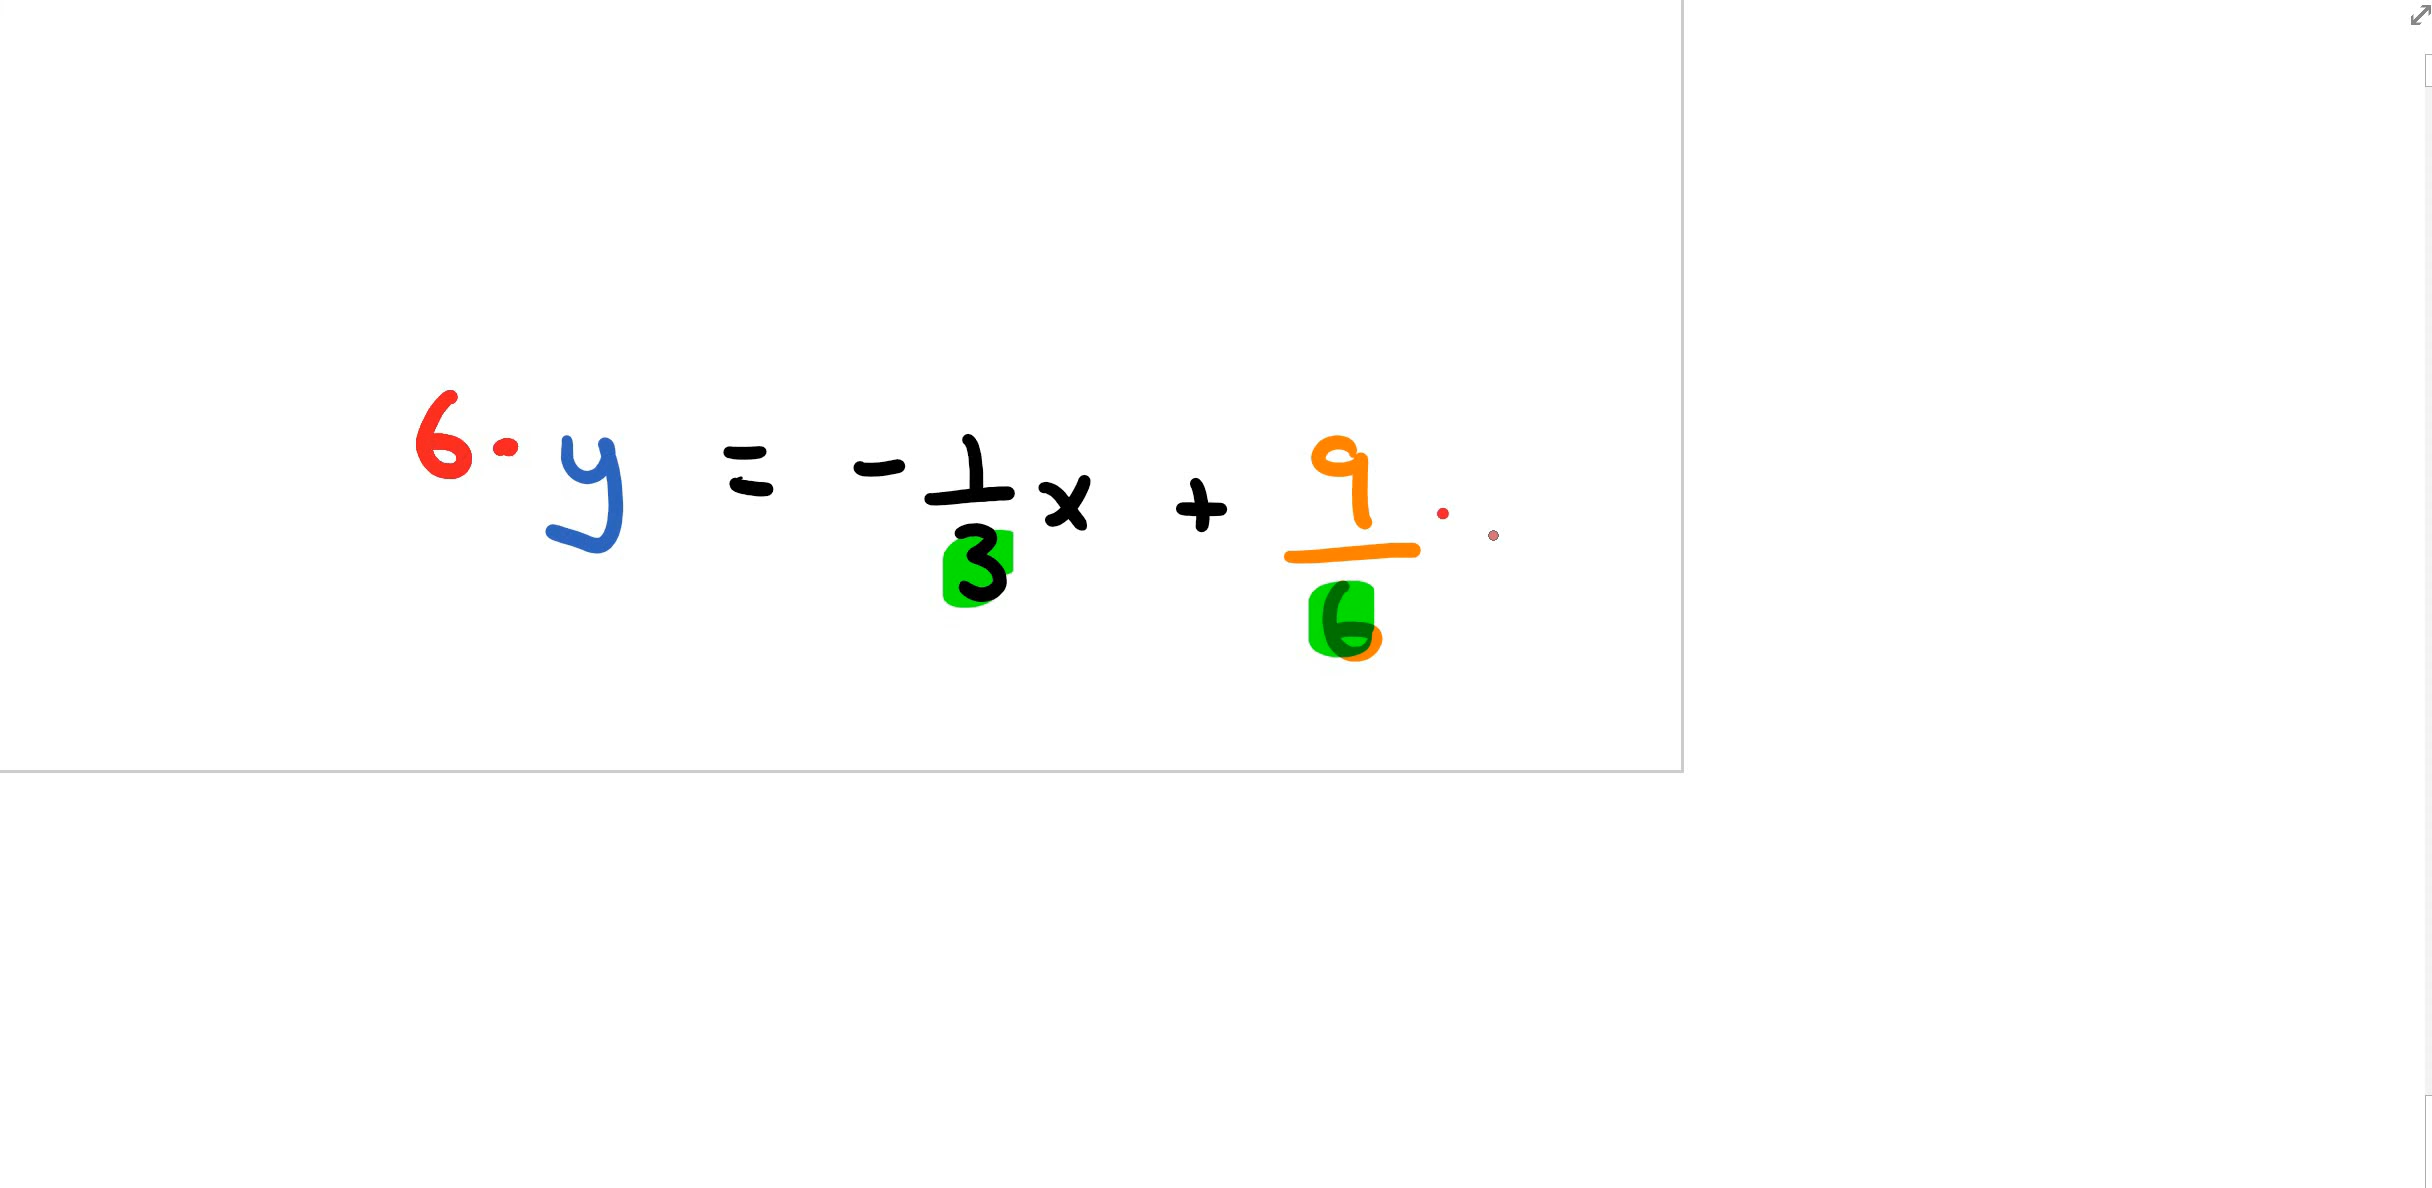 6 · y = - 1/3 x + 9/6 ·